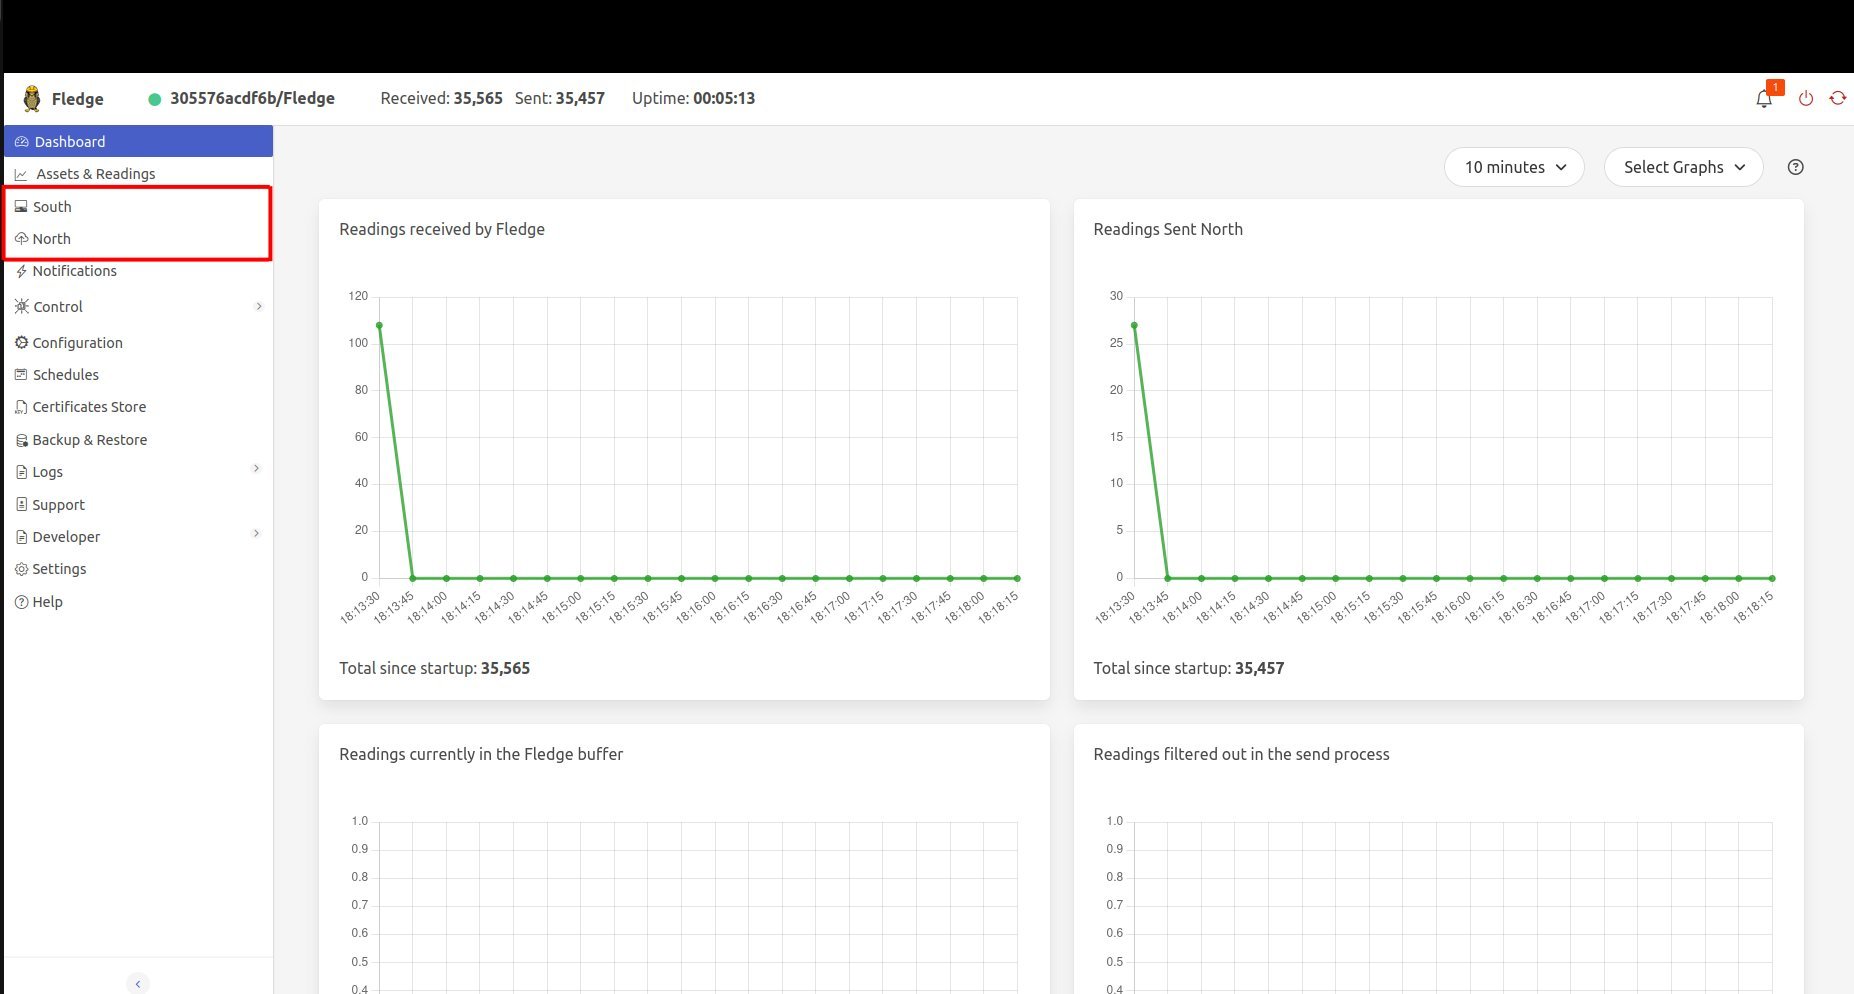 Fledge
305576acdf6b/Fledge
Received: 35,565 Sent: 35,457 Uptime: 00:05:13
1
Dashboard
Assets & Readings
South
North
Notifications
Control
Configuration
Schedules
Certificates Store
Backup & Restore
Logs
Support
Developer
Settings
Help
10 minutes
Select Graphs
Readings received by Fledge
120
100
80
60
40
20
0
18:13:30 18:13:45 18:14:00 18:14:15 18:14:30 18:14:45 18:15:00 18:15:15 18:15:30 18:15:45 18:16:00 18:16:15 18:16:30 18:16:45 18:17:00 18:17:15 18:17:30 18:17:45 18:18:00 18:18:15
Total since startup: 35,565
Readings Sent North
30
25
20
15
10
5
0
18:13:30 18:13:45 18:14:00 18:14:15 18:14:30 18:14:45 18:15:00 18:15:15 18:15:30 18:15:45 18:16:00 18:16:15 18:16:30 18:16:45 18:17:00 18:17:15 18:17:30 18:17:45 18:18:00 18:18:15
Total since startup: 35,457
Readings currently in the Fledge buffer
1.0
0.9
0.8
0.7
0.6
0.5
0.4
Readings filtered out in the send process
1.0
0.9
0.8
0.7
0.6
0.5
0.4